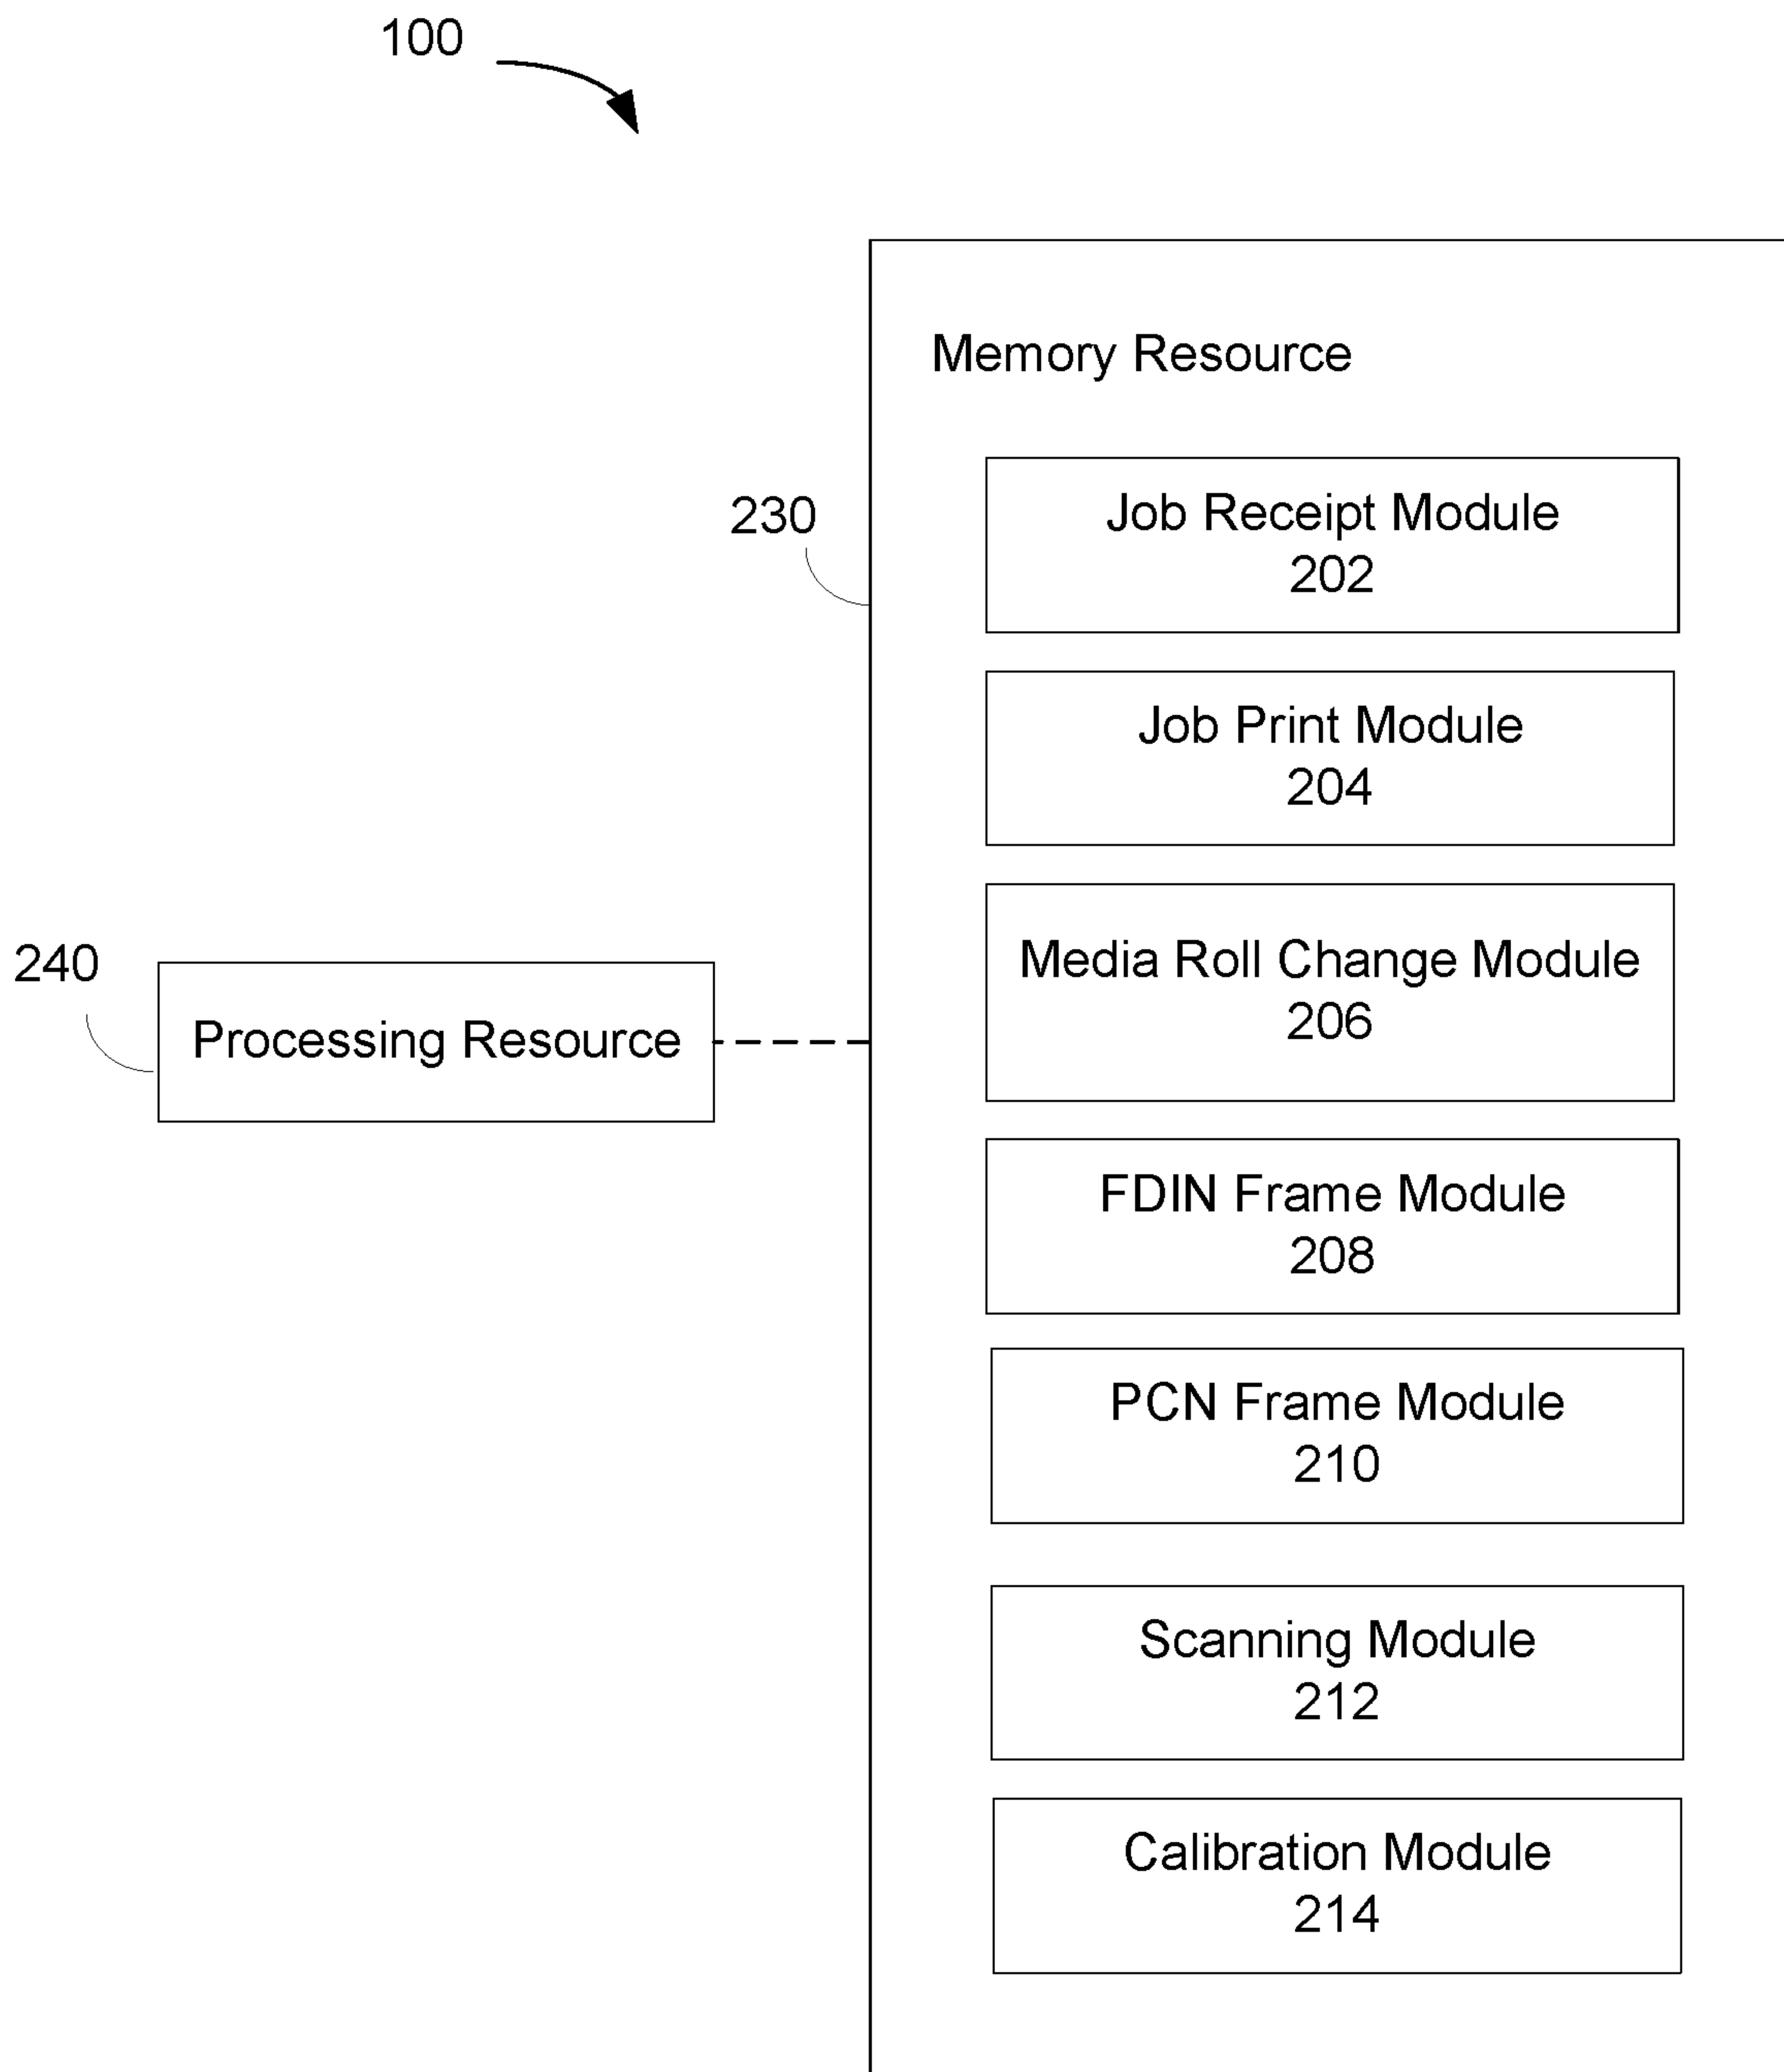 100
Memory Resource
230
Job Receipt Module
202
Job Print Module
204
Media Roll Change Module
206
240
Processing Resource
FDIN Frame Module
208
PCN Frame Module
210
Scanning Module
212
Calibration Module
214